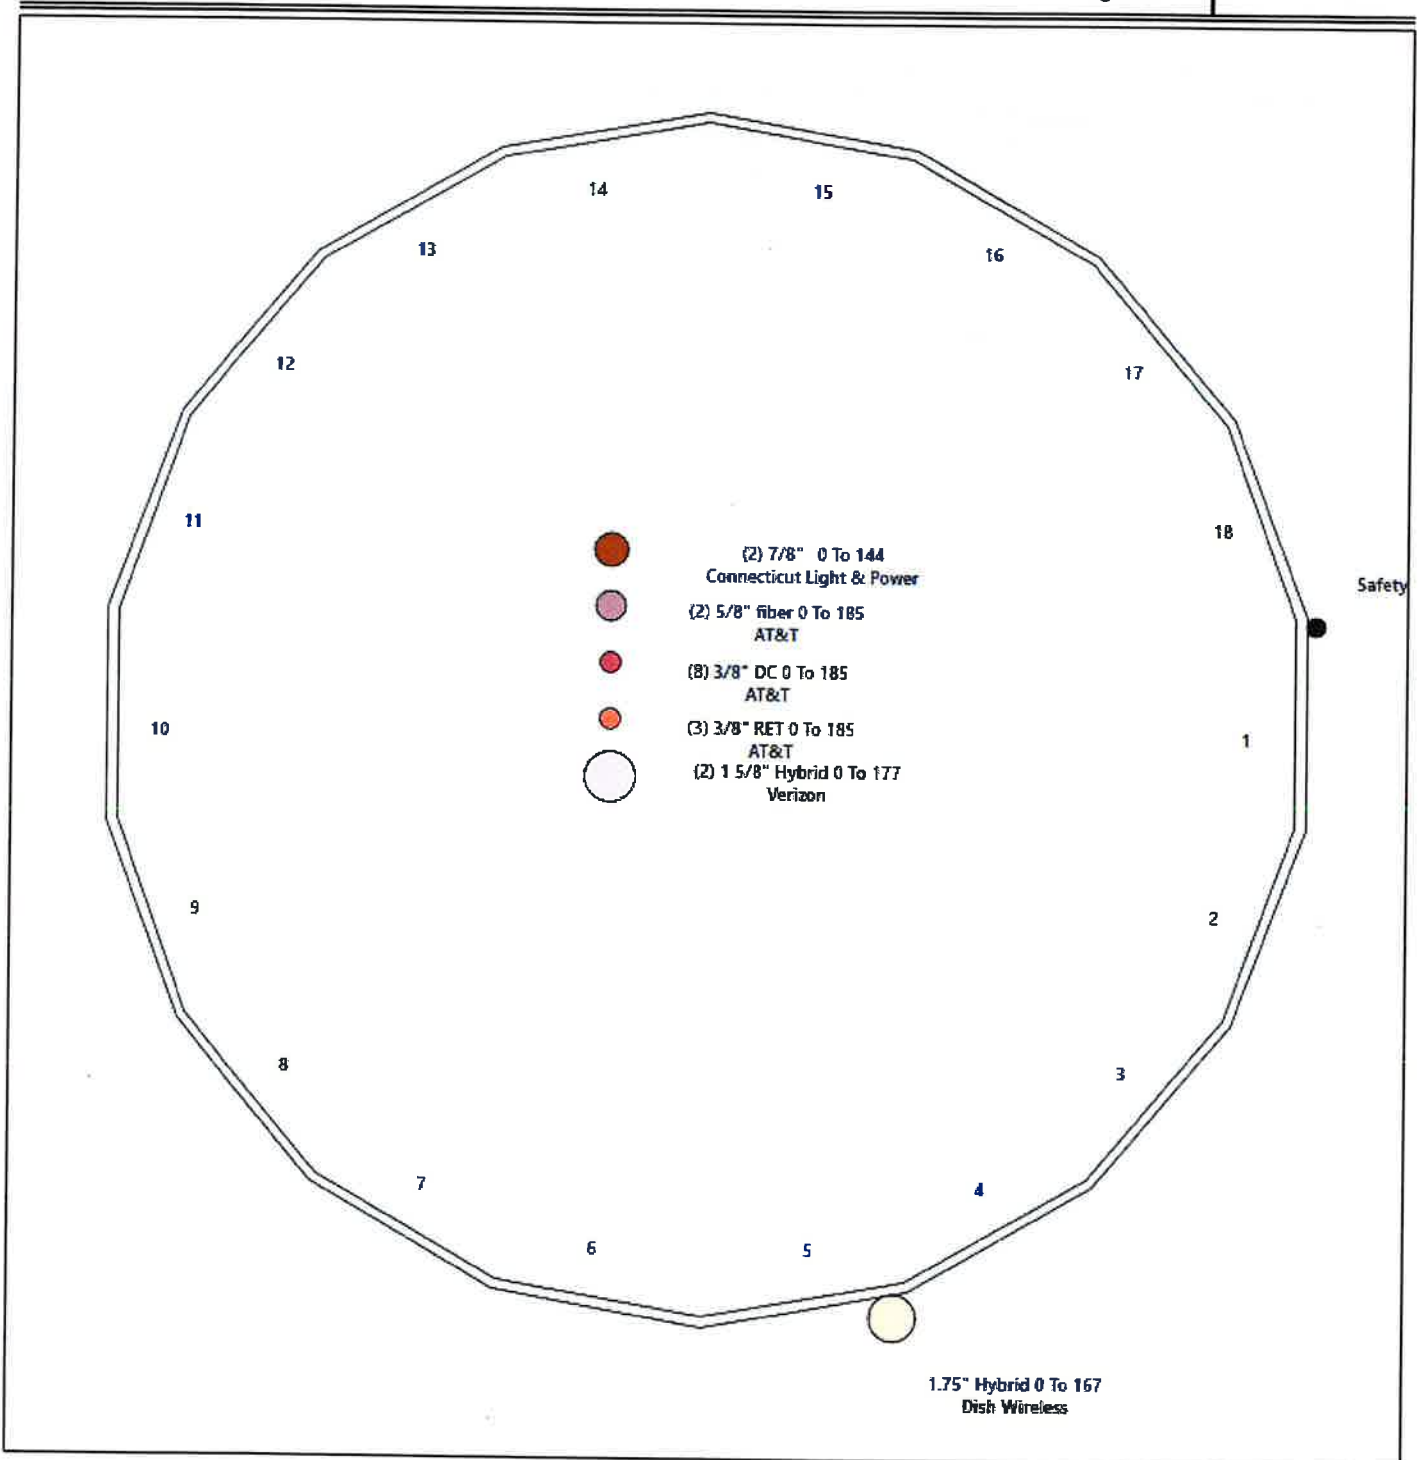 14
15
13
16
12
17
11
18
(2) 7/8" 0 To 144
Connecticut Light & Power
Safety
(2) 5/8" fiber 0 To 185
AT&T
(8) 3/8" DC 0 To 185
AT&T
(3) 3/8" RET 0 To 185
AT&T
10
1
(2) 1 5/8" Hybrid 0 To 177
Verizon
9
2
8
3
7
4
6
5
1.75" Hybrid 0 To 167
Dish Wireless